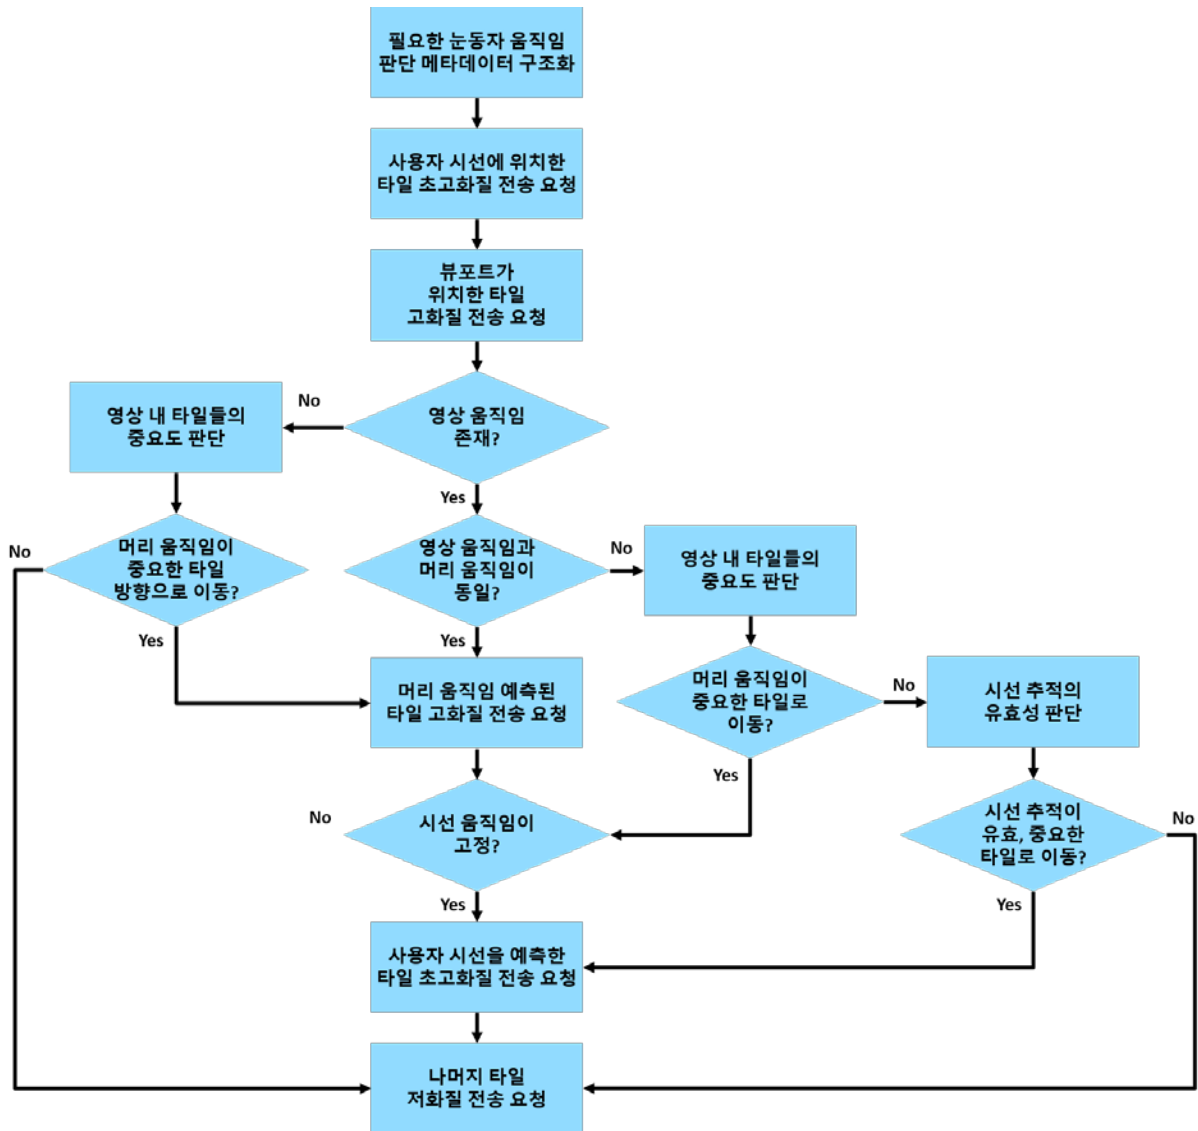 필요한 눈동자 움직임
판단 메타데이터 구조화
사용자 시선에 위치한
타일 초고화질 전송 요청
뷰포트가
위치한 타일
고화질 전송 요청
영상 움직임
존재?
No
Yes
영상 내 타일들의
중요도 판단
머리 움직임이
중요한 타일
방향으로 이동?
No
Yes
영상 움직임과
머리 움직임이
동일?
No
Yes
영상 내 타일들의
중요도 판단
머리 움직임 예측된
타일 고화질 전송 요청
머리 움직임이
중요한 타일로
이동?
No
Yes
시선 추적의
유효성 판단
시선 움직임이
고정?
No
Yes
시선 추적이
유효, 중요한
타일로 이동?
No
Yes
사용자 시선을 예측한
타일 초고화질 전송 요청
나머지 타일
저화질 전송 요청